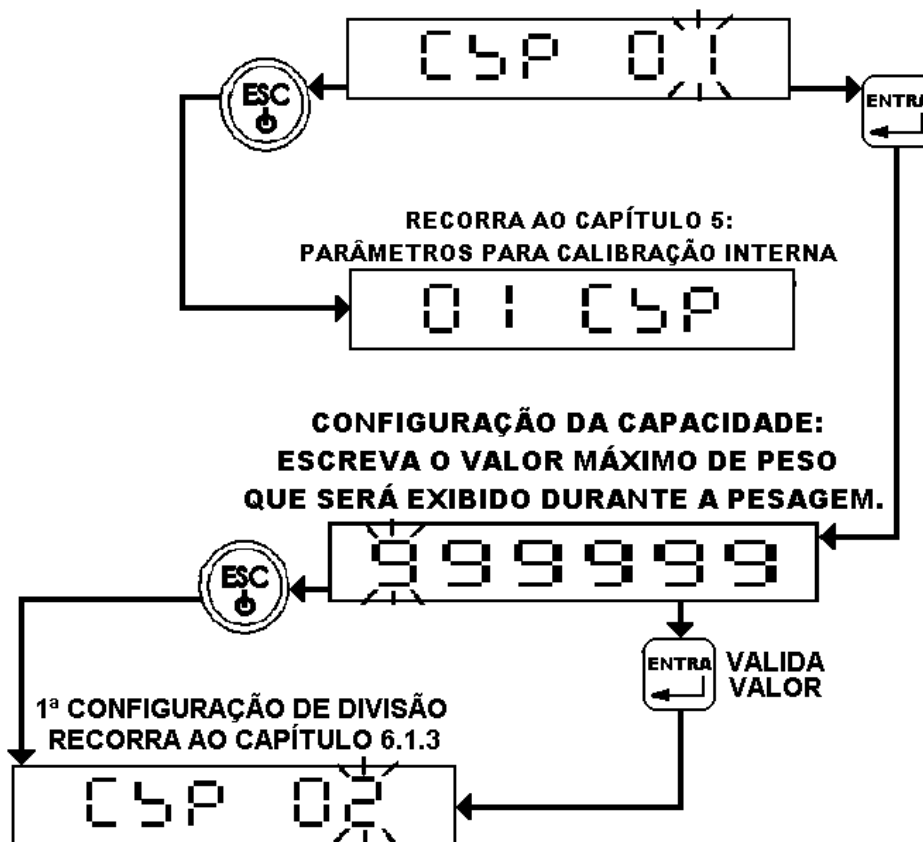 CSP 01
ESC
ENTRA
RECORRA AO CAPÍTULO 5:
PARÂMETROS PARA CALIBRAÇÃO INTERNA
01 CSP
CONFIGURAÇÃO DA CAPACIDADE:
ESCREVA O VALOR MÁXIMO DE PESO
QUE SERÁ EXIBIDO DURANTE A PESAGEM.
999999
ESC
ENTRA
VALIDA
VALOR
1ª CONFIGURAÇÃO DE DIVISÃO
RECORRA AO CAPÍTULO 6.1.3
CSP 02